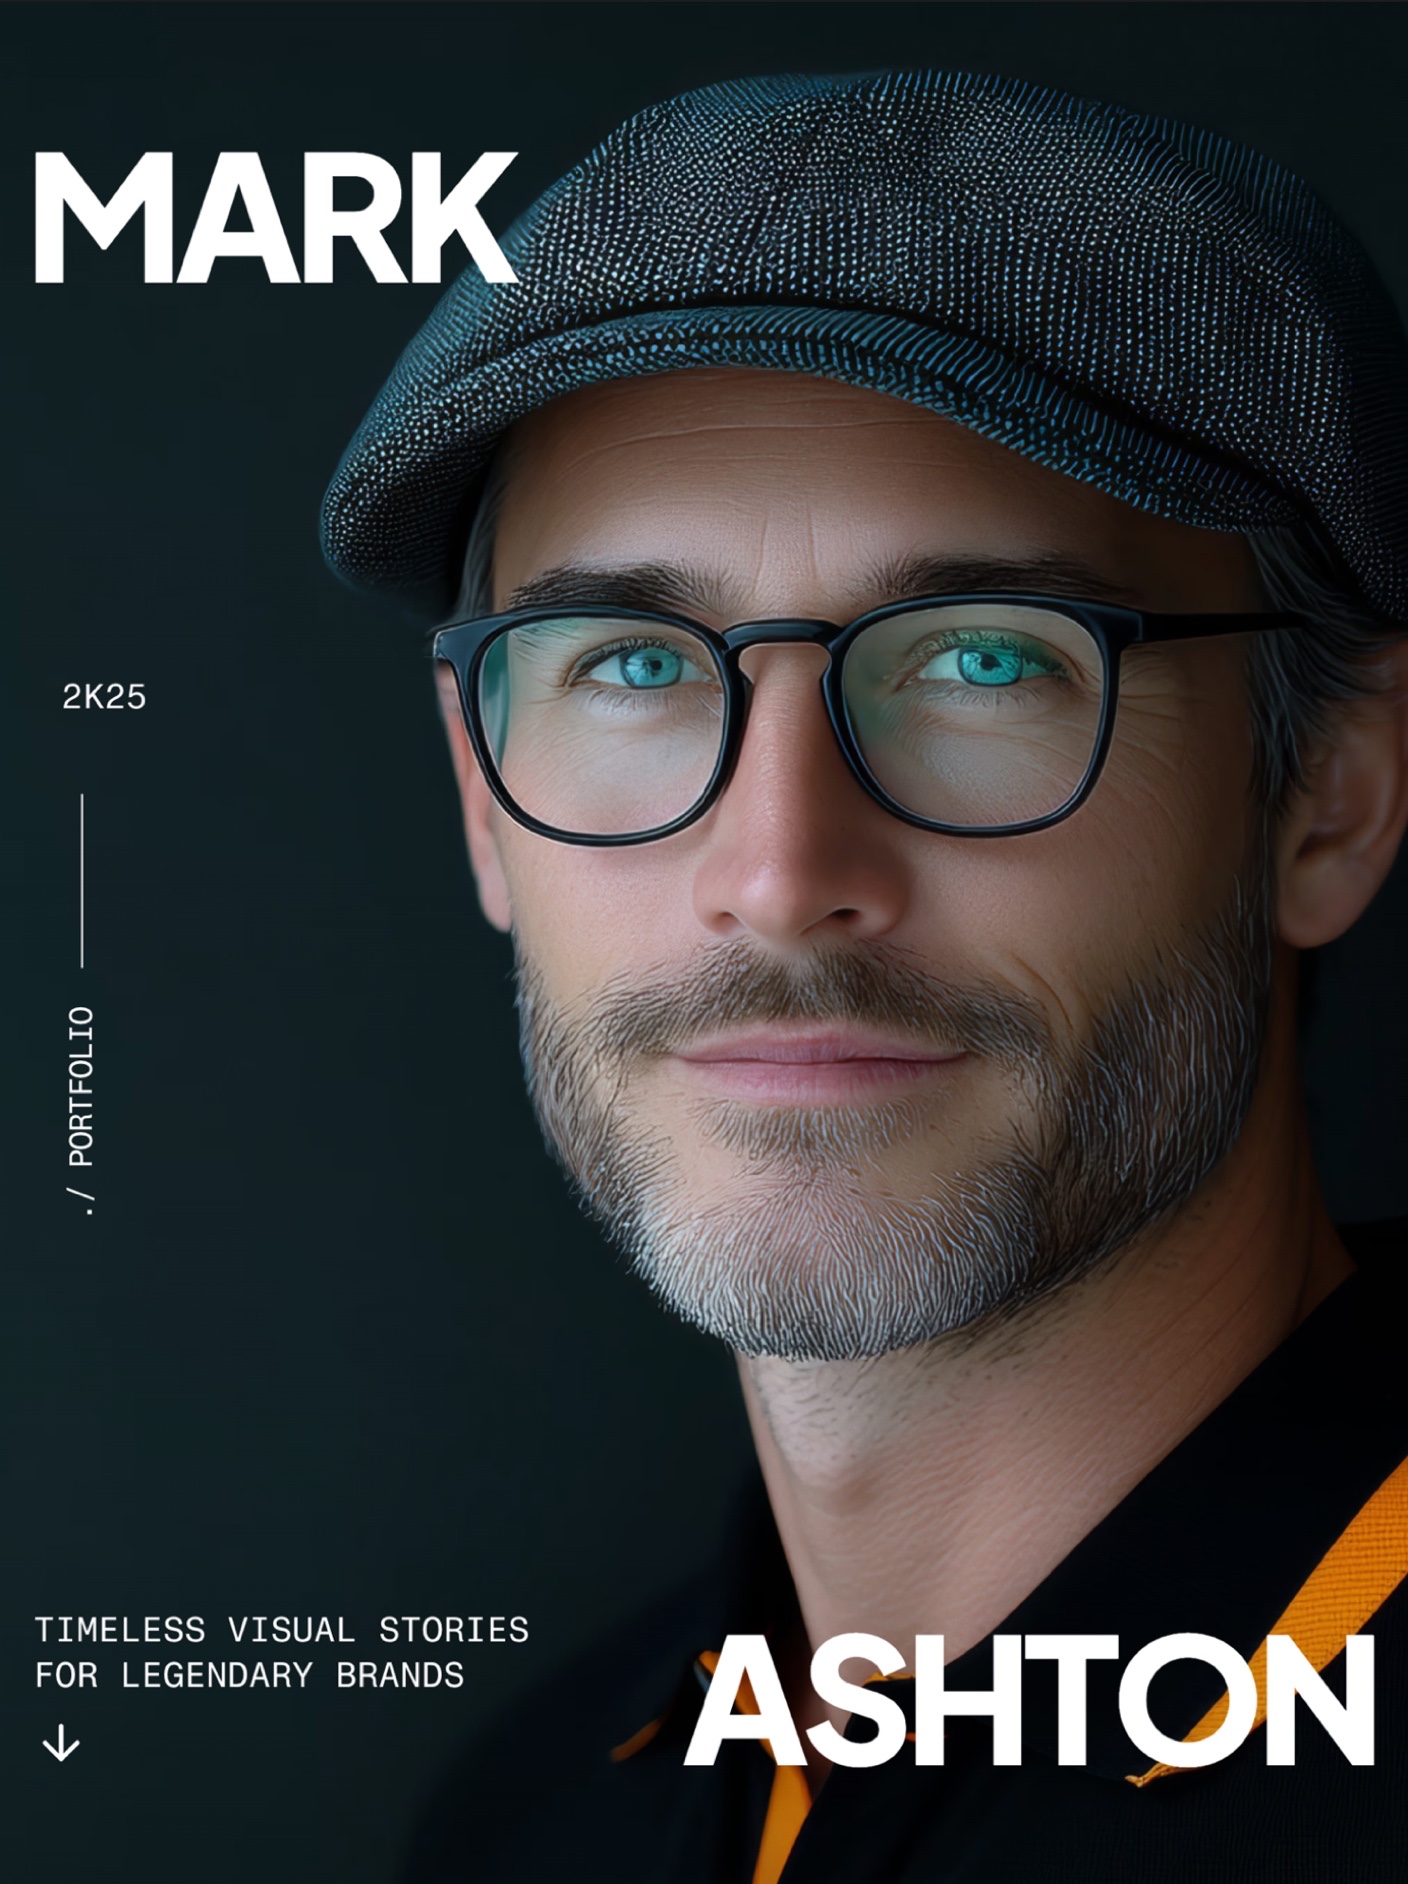 MARK
2K25
./ PORTFOLIO
TIMELESS VISUAL STORIES
FOR LEGENDARY BRANDS
ASHTON